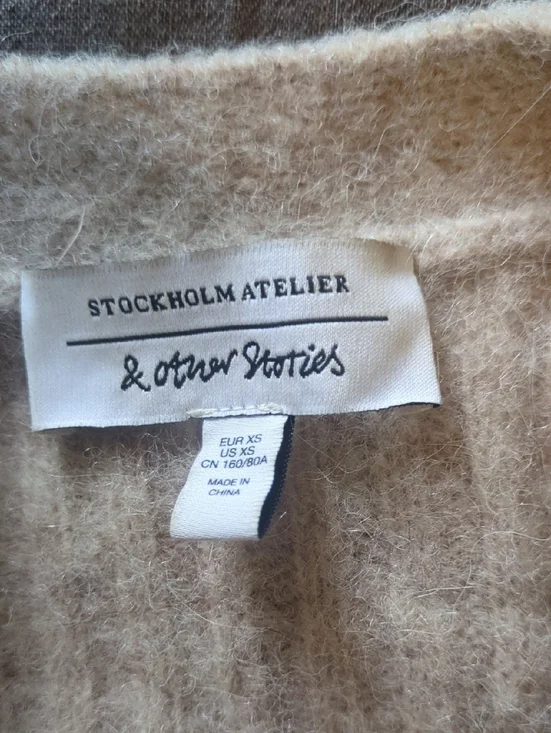 STOCKHOLM ATELIER
& other Stories
EUR XS
US XS
CN 160/80A
MADE IN
CHINA